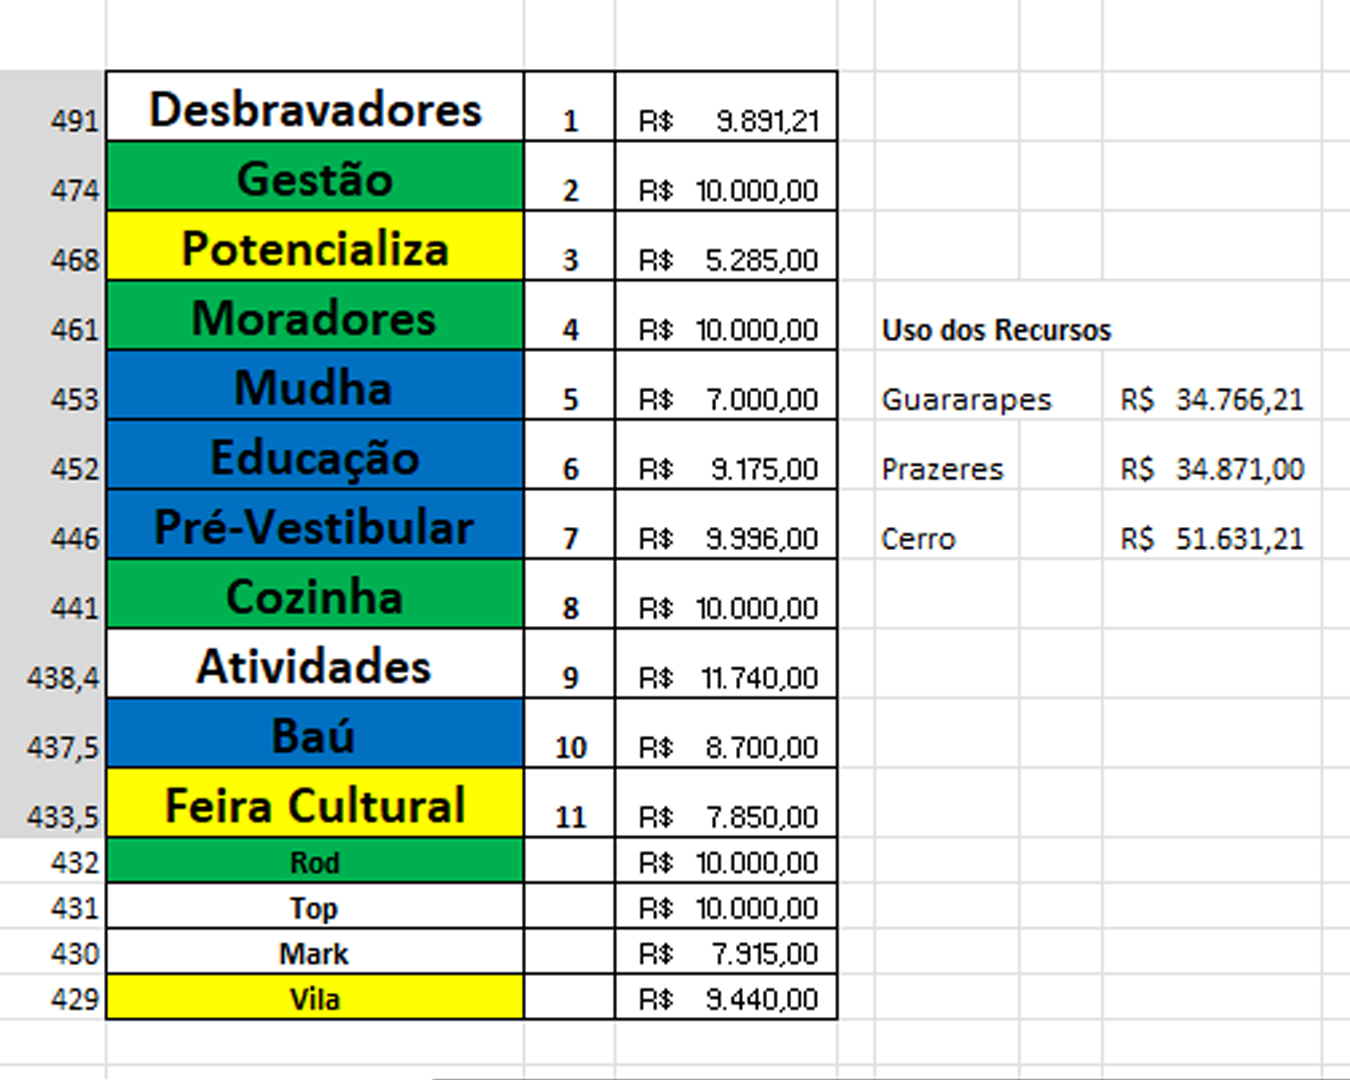 491 Desbravadores 1 R$ 9.891,21
474 Gestão 2 R$ 10.000,00
468 Potencializa 3 R$ 5.285,00
461 Moradores 4 R$ 10.000,00 Uso dos Recursos
453 Mudha 5 R$ 7.000,00 Guararapes R$ 34.766,21
452 Educação 6 R$ 9.175,00 Prazeres R$ 34.871,00
446 Pré-Vestibular 7 R$ 9.996,00 Cerro R$ 51.631,21
441 Cozinha 8 R$ 10.000,00
438,4 Atividades 9 R$ 11.740,00
437,5 Baú 10 R$ 8.700,00
433,5 Feira Cultural 11 R$ 7.850,00
432 Rod R$ 10.000,00
431 Top R$ 10.000,00
430 Mark R$ 7.915,00
429 Vila R$ 9.440,00